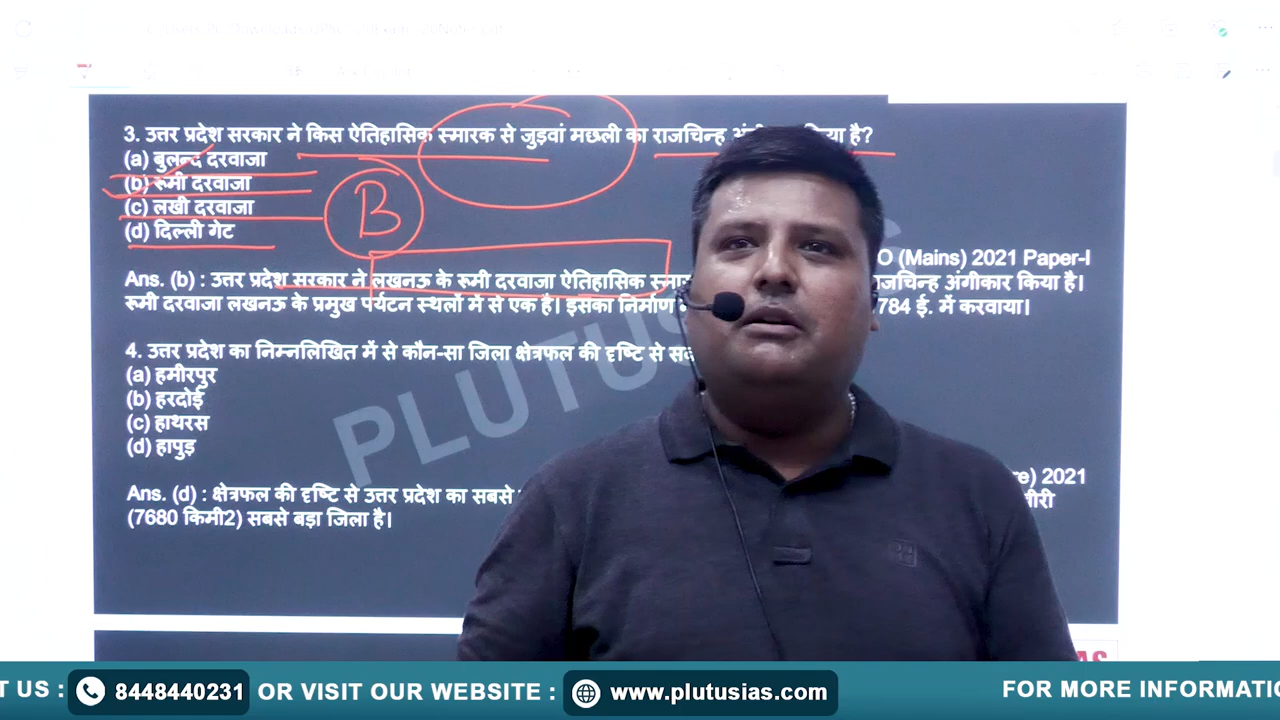 3. उत्तर प्रदेश सरकार ने किस ऐतिहासिक स्मारक से जुड़वां मछली का राजचिन्ह किया है?
(a) बुलन्द दरवाजा
(b) रूमी दरवाजा
(c) लखी दरवाजा
(d) दिल्ली गेट
B
O (Mains) 2021 Paper-I
Ans. (b) : उत्तर प्रदेश सरकार ने लखनऊ के रूमी दरवाजा ऐतिहासिक अंगीकार किया है।
रूमी दरवाजा लखनऊ के प्रमुख पर्यटन स्थलों में से एक है। इसका निर्माण 784 ई. में करवाया।
4. उत्तर प्रदेश का निम्नलिखित में से कौन-सा जिला क्षेत्रफल की दृष्टि से
(a) हमीरपुर
(b) हरदोई
(c) हाथरस
(d) हापुड़
2021
Ans. (d) : क्षेत्रफल की दृष्टि से उत्तर प्रदेश का सबसे
(7680 किमी2) सबसे बड़ा जिला है।
PLUTUS
T US : 8448440231 OR VISIT OUR WEBSITE : www.plutusias.com FOR MORE